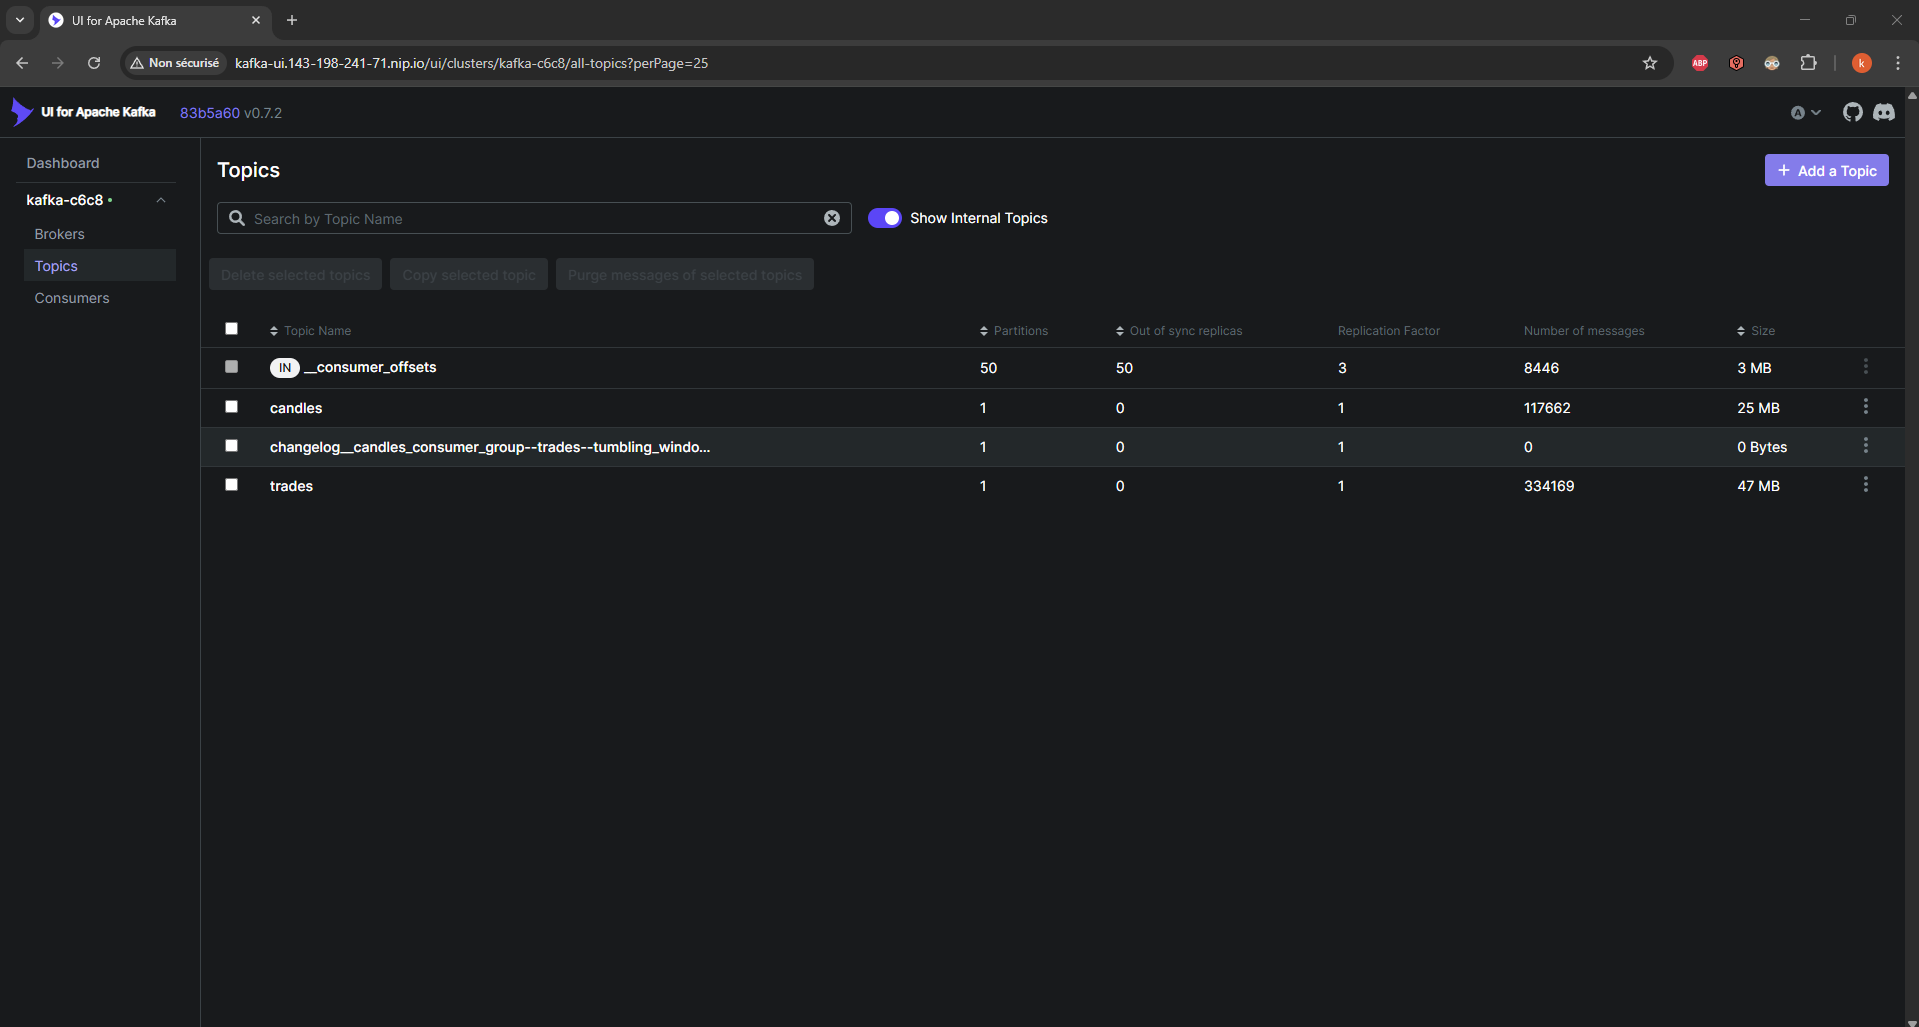 UI for Apache Kafka
Non sécurisé kafka-ui.143-198-241-71.nip.io/ui/clusters/kafka-c6c8/all-topics?perPage=25
ABP
k
UI for Apache Kafka 83b5a60 v0.7.2
A
Dashboard
kafka-c6c8
Brokers
Topics
Consumers
Topics
+ Add a Topic
Search by Topic Name
Show Internal Topics
Delete selected topics Copy selected topic Purge messages of selected topics
Topic Name Partitions Out of sync replicas Replication Factor Number of messages Size
IN __consumer_offsets 50 50 3 8446 3 MB
candles 1 0 1 117662 25 MB
changelog__candles_consumer_group--trades--tumbling_windo... 1 0 1 0 0 Bytes
trades 1 0 1 334169 47 MB